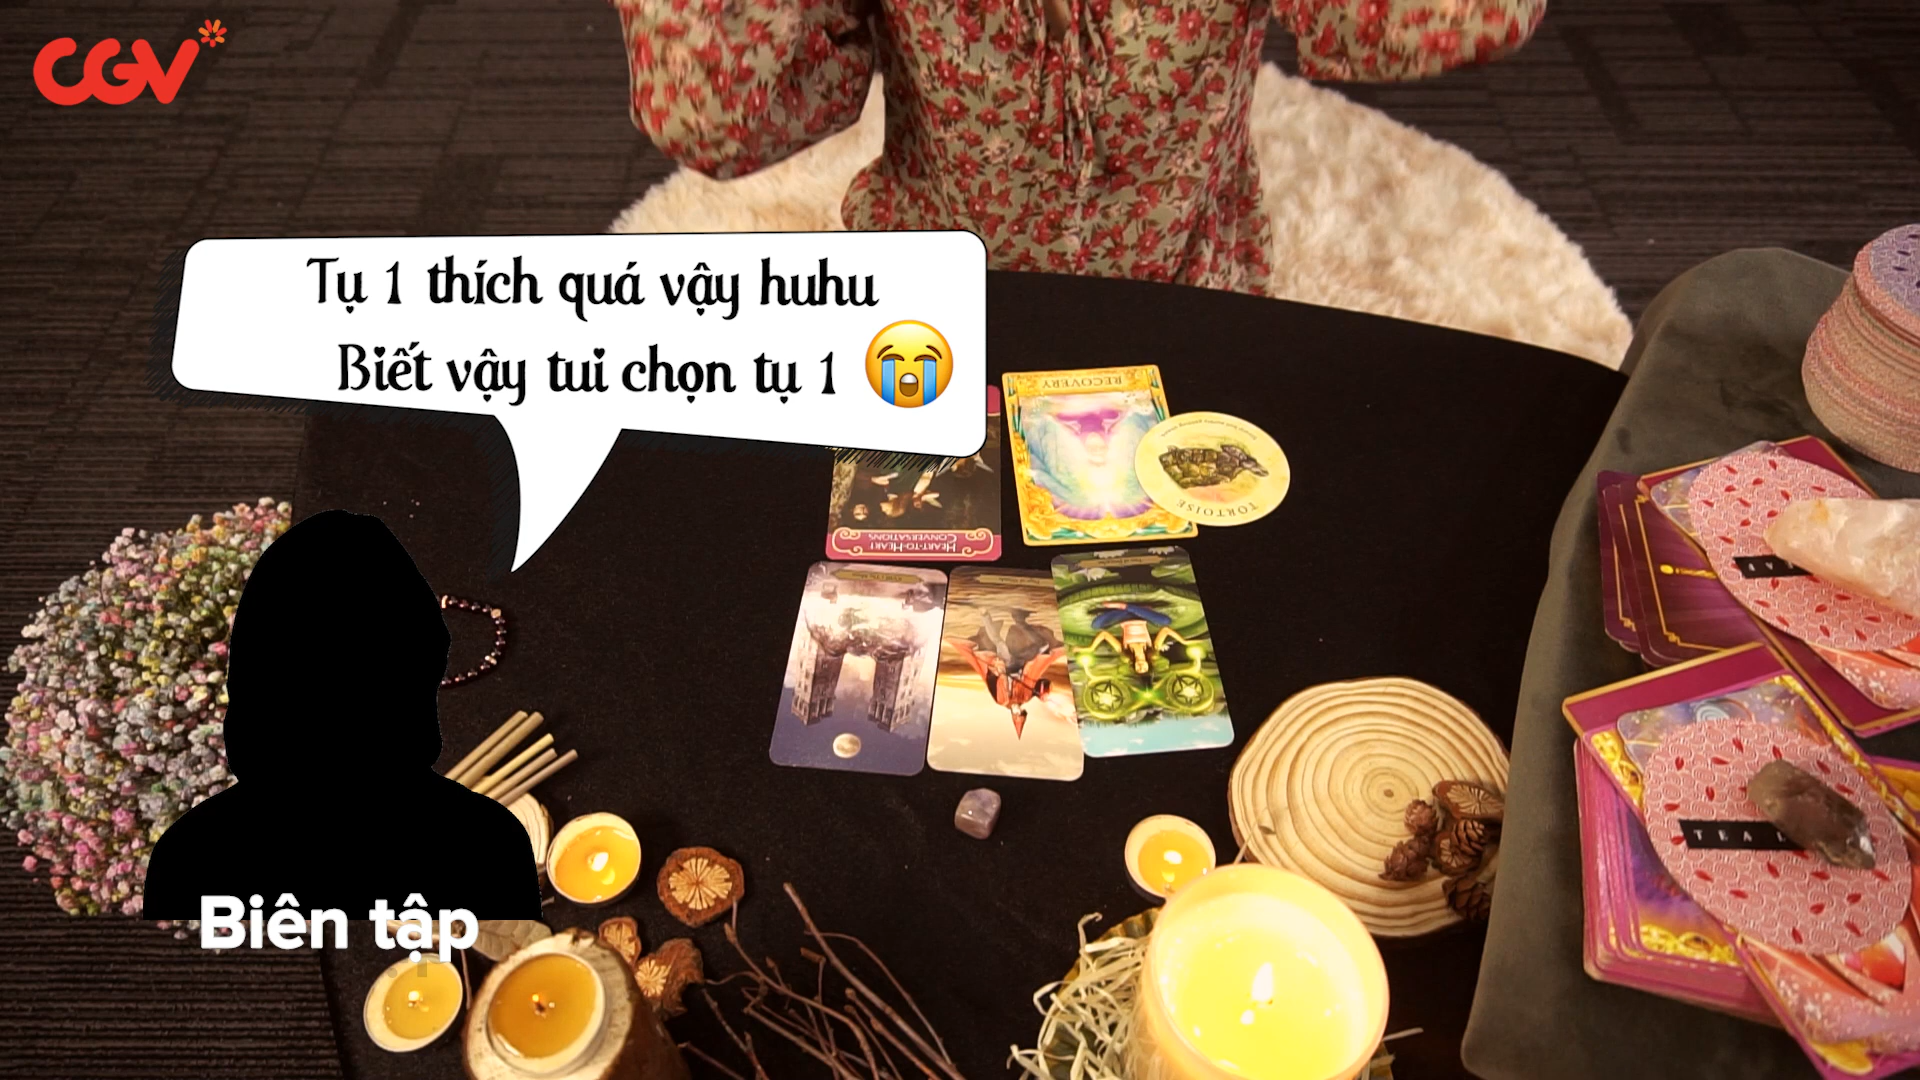 CGV
Tụ 1 thích quá vậy huhu
Biết vậy tui chọn tụ 1
RECOVERY
TORTOISE
HEART-TO-HEART
CONVERSATIONS
TEA
Biên tập